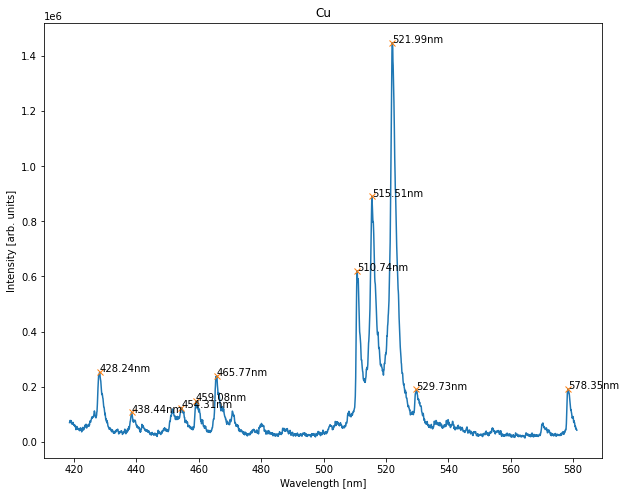 Cu
1e6
521.99nm
515.51nm
510.74nm
428.24nm
465.77nm
459.08nm
454.31nm
438.44nm
529.73nm
578.35nm
1.4
1.2
1.0
0.8
0.6
0.4
0.2
0.0
Intensity [arb. units]
420 440 460 480 500 520 540 560 580
Wavelength [nm]